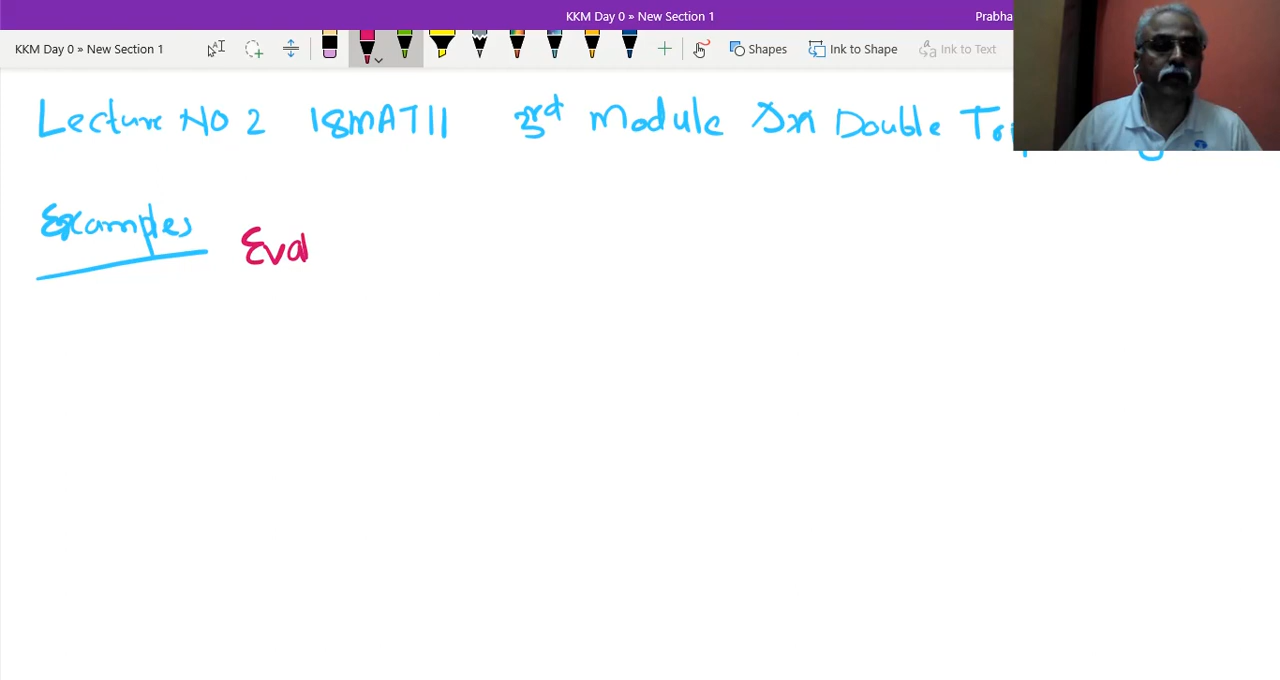 KKM Day 0 » New Section 1 Prabha
KKM Day 0 » New Section 1 Shapes Ink to Shape Ink to Text
Lecture NO 2 18MAT11 3rd Module Double
Examples Eval